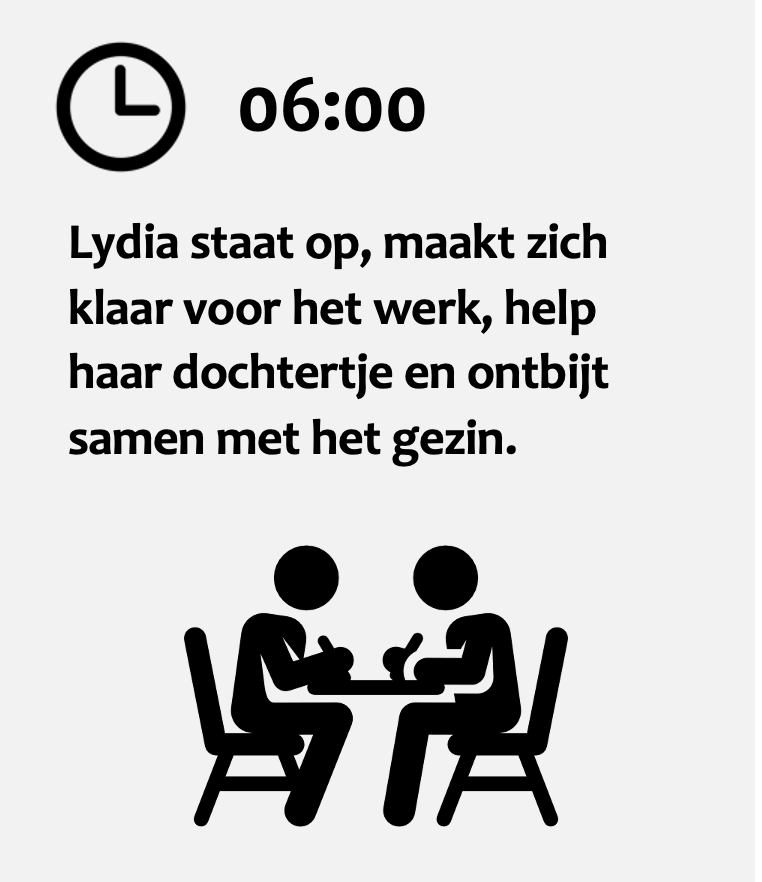 06:00
Lydia staat op, maakt zich
klaar voor het werk, help
haar dochtertje en ontbijt
samen met het gezin.